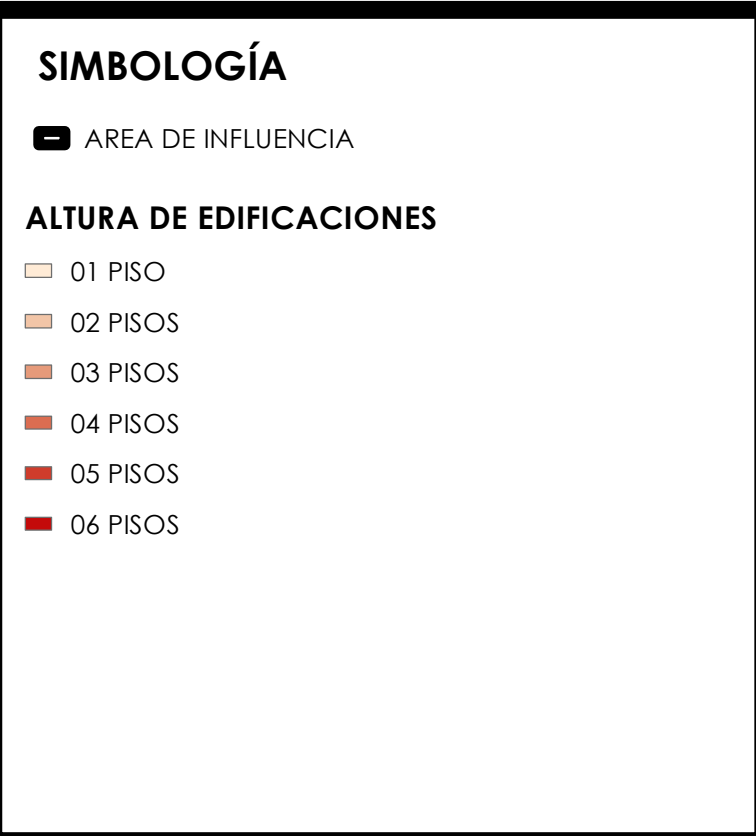 SIMBOLOGÍA
AREA DE INFLUENCIA
ALTURA DE EDIFICACIONES
01 PISO
02 PISOS
03 PISOS
04 PISOS
05 PISOS
06 PISOS